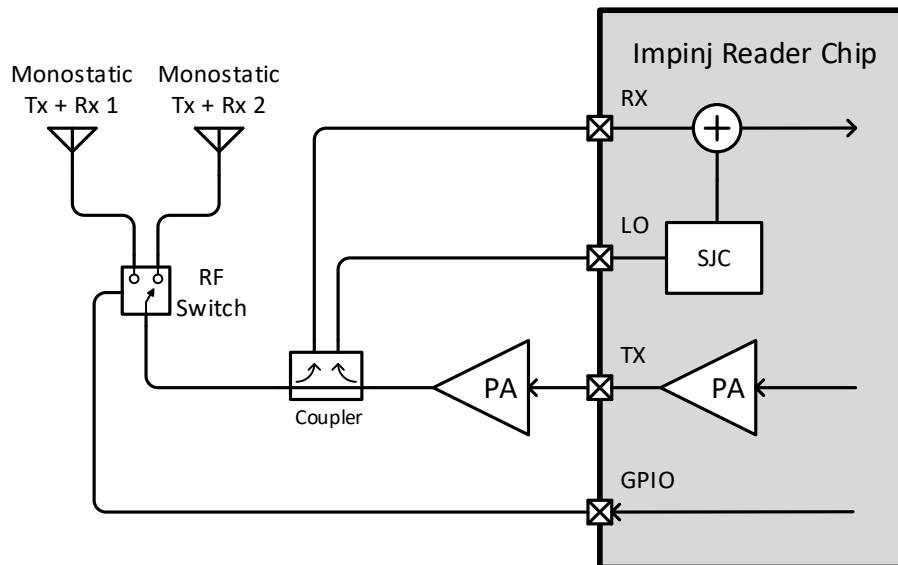 Impinj Reader Chip
Monostatic
Tx + Rx 1
Monostatic
Tx + Rx 2
RX
LO
SJC
RF
Switch
TX
PA
PA
Coupler
GPIO